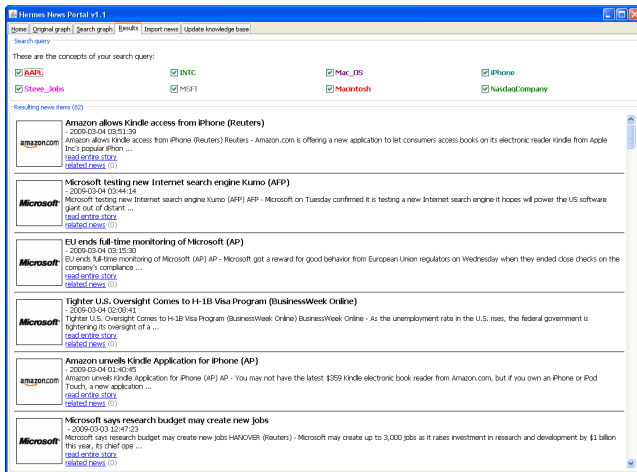 Hermes News Portal v1.1
Home Original graph Search graph Results Import news Update knowledge base
Search query
These are the concepts of your search query:
AAPL INTC Mac_OS iPhone
Steve_Jobs MSFT Macintosh NasdaqCompany
Resulting news items (82)
amazon.com
Amazon allows Kindle access from iPhone (Reuters)
- 2009-03-04 03:51:39
Amazon allows Kindle access from iPhone (Reuters) Reuters - Amazon.com is offering a new application to let consumers access books on its electronic reader Kindle from Apple
Inc's popular iPhon ...
read entire story
related news (0)
Microsoft
Microsoft testing new Internet search engine Kumo (AFP)
- 2009-03-04 03:44:14
Microsoft testing new Internet search engine Kumo (AFP) AFP - Microsoft on Tuesday confirmed it is testing a new Internet search engine it hopes will power the US software
giant out of distant ...
read entire story
related news (0)
Microsoft
EU ends full-time monitoring of Microsoft (AP)
- 2009-03-04 03:15:30
EU ends full-time monitoring of Microsoft (AP) AP - Microsoft got a reward for good behavior from European Union regulators on Wednesday when they ended close checks on the
company's compliance ...
read entire story
related news (0)
Microsoft
Tighter U.S. Oversight Comes to H-1B Visa Program (BusinessWeek Online)
- 2009-03-04 02:08:41
Tighter U.S. Oversight Comes to H-1B Visa Program (BusinessWeek Online) BusinessWeek Online - As the unemployment rate in the U.S. rises, the federal government is
tightening its oversight of a ...
read entire story
related news (0)
amazon.com
Amazon unveils Kindle Application for iPhone (AP)
- 2009-03-04 01:40:45
Amazon unveils Kindle Application for iPhone (AP) AP - You may not have the latest $359 Kindle electronic book reader from Amazon.com, but if you own an iPhone or iPod
Touch, a new application ...
read entire story
related news (0)
Microsoft
Microsoft says research budget may create new jobs
- 2009-03-03 12:47:23
Microsoft says research budget may create new jobs HANOVER (Reuters) - Microsoft may create up to 3,000 jobs as it raises investment in research and development by $1 billion
this year, its chief ope ...
read entire story
related news (0)